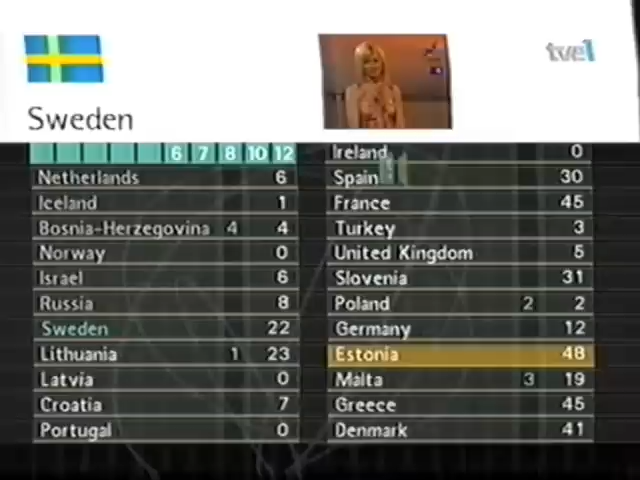 tve1
Sweden
6 7 8 10 12
Netherlands 6
Iceland 1
Bosnia-Herzegovina 4 4
Norway 0
Israel 6
Russia 8
Sweden 22
Lithuania 1 23
Latvia 0
Croatia 7
Portugal 0
Ireland 0
Spain 30
France 45
Turkey 3
United Kingdom 5
Slovenia 31
Poland 2 2
Germany 12
Estonia 48
Malta 3 19
Greece 45
Denmark 41